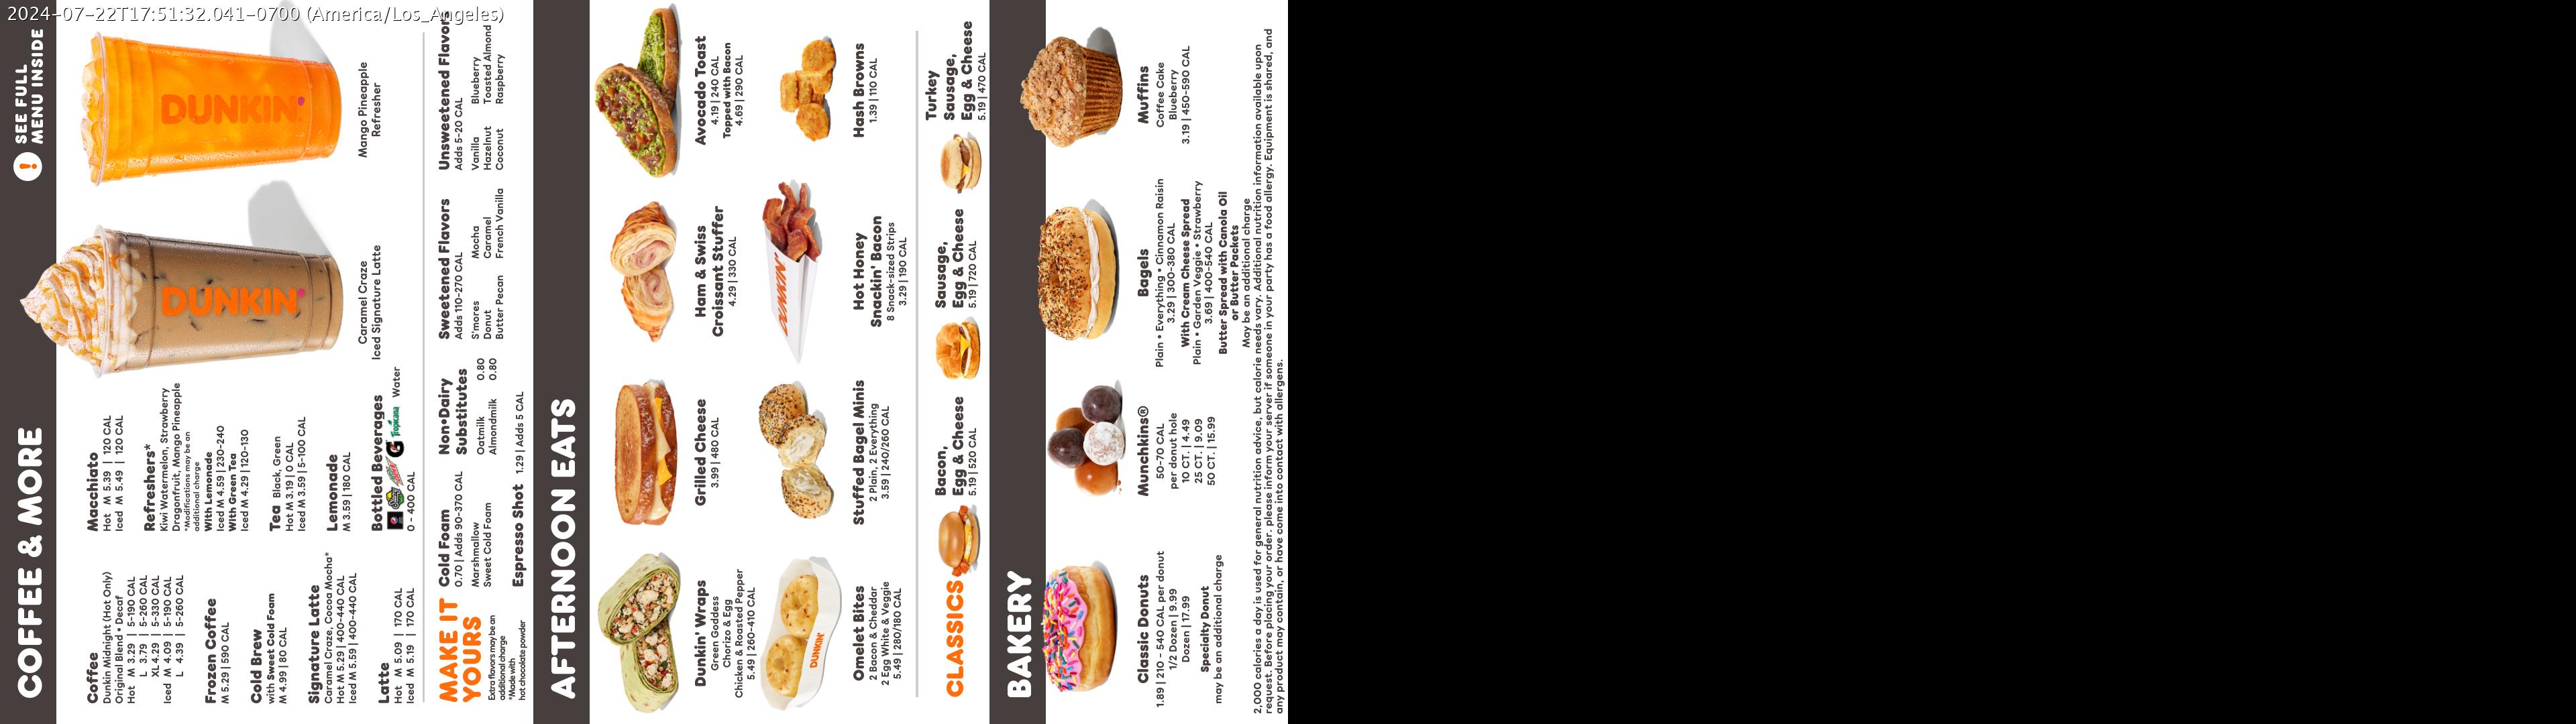 2024-07-22T17:51:32.041-0700 (America/Los_Angeles)
COFFEE & MORE
SEE FULL
MENU INSIDE
Coffee
Dunkin Midnight (Hot Only)
Original Blend • Decaf
Hot M 3.29 | 5-190 CAL
L 3.79 | 5-260 CAL
XL 4.29 | 5-330 CAL
Iced M 4.09 | 5-190 CAL
L 4.39 | 5-260 CAL
Frozen Coffee
M 5.29 | 590 CAL
Cold Brew
with Sweet Cold Foam
M 4.99 | 80 CAL
Signature Latte
Caramel Craze, Cocoa Mocha*
Hot M 5.29 | 400-440 CAL
Iced M 5.59 | 400-440 CAL
Latte
Hot M 5.09 | 170 CAL
Iced M 5.19 | 170 CAL
Macchiato
Hot M 5.39 | 120 CAL
Iced M 5.49 | 120 CAL
Refreshers*
Kiwi Watermelon, Strawberry
Dragonfruit, Mango Pineapple
*Modifications may be an
additional charge
With Lemonade
Iced M 4.59 | 230-240
With Green Tea
Iced M 4.29 | 120-130
Tea Black, Green
Hot M 3.19 | 0 CAL
Iced M 3.59 | 5-100 CAL
Lemonade
M 3.59 | 180 CAL
Bottled Beverages
G Tropicana Water
0 - 400 CAL
DUNKIN'
Caramel Craze
Iced Signature Latte
DUNKIN'
Mango Pineapple
Refresher
MAKE IT
YOURS
Extra flavors may be an
additional charge
*Made with
hot chocolate powder
Cold Foam
0.70 | Adds 90-370 CAL
Marshmallow
Sweet Cold Foam
Espresso Shot 1.29 | Adds 5 CAL
Non•Dairy
Substitutes
Oatmilk 0.80
Almondmilk 0.80
Sweetened Flavors
Adds 110-270 CAL
S'mores Mocha
Donut Caramel
Butter Pecan French Vanilla
Unsweetened Flavors
Adds 5-20 CAL
Vanilla Blueberry
Hazelnut Toasted Almond
Coconut Raspberry
AFTERNOON EATS
Dunkin' Wraps
Green Goddess
Chorizo & Egg
Chicken & Roasted Pepper
5.49 | 260-410 CAL
Grilled Cheese
3.99 | 480 CAL
Ham & Swiss
Croissant Stuffer
4.29 | 330 CAL
Avocado Toast
4.19 | 240 CAL
Topped with Bacon
4.69 | 290 CAL
DUNKIN'
Omelet Bites
2 Bacon & Cheddar
2 Egg White & Veggie
5.49 | 280/180 CAL
Stuffed Bagel Minis
2 Plain, 2 Everything
3.59 | 240/260 CAL
DUNKIN'
Hot Honey
Snackin' Bacon
8 Snack-sized Strips
3.29 | 190 CAL
Hash Browns
1.39 | 110 CAL
CLASSICS
Bacon,
Egg & Cheese
5.19 | 520 CAL
Sausage,
Egg & Cheese
5.19 | 720 CAL
Turkey
Sausage,
Egg & Cheese
5.19 | 470 CAL
BAKERY
Classic Donuts
1.89 | 210 - 540 CAL per donut
1/2 Dozen | 9.99
Dozen | 17.99
Specialty Donut
may be an additional charge
Munchkins®
50-70 CAL
per donut hole
10 CT. | 4.49
25 CT. | 9.09
50 CT. | 15.99
Bagels
Plain • Everything • Cinnamon Raisin
3.29 | 300-380 CAL
With Cream Cheese Spread
Plain • Garden Veggie • Strawberry
3.69 | 400-540 CAL
Butter Spread with Canola Oil
or Butter Packets
May be an additional charge
Muffins
Coffee Cake
Blueberry
3.19 | 450-590 CAL
2,000 calories a day is used for general nutrition advice, but calorie needs vary. Additional nutrition information available upon
request. Before placing your order, please inform your server if someone in your party has a food allergy. Equipment is shared, and
any product may contain, or have come into contact with allergens.